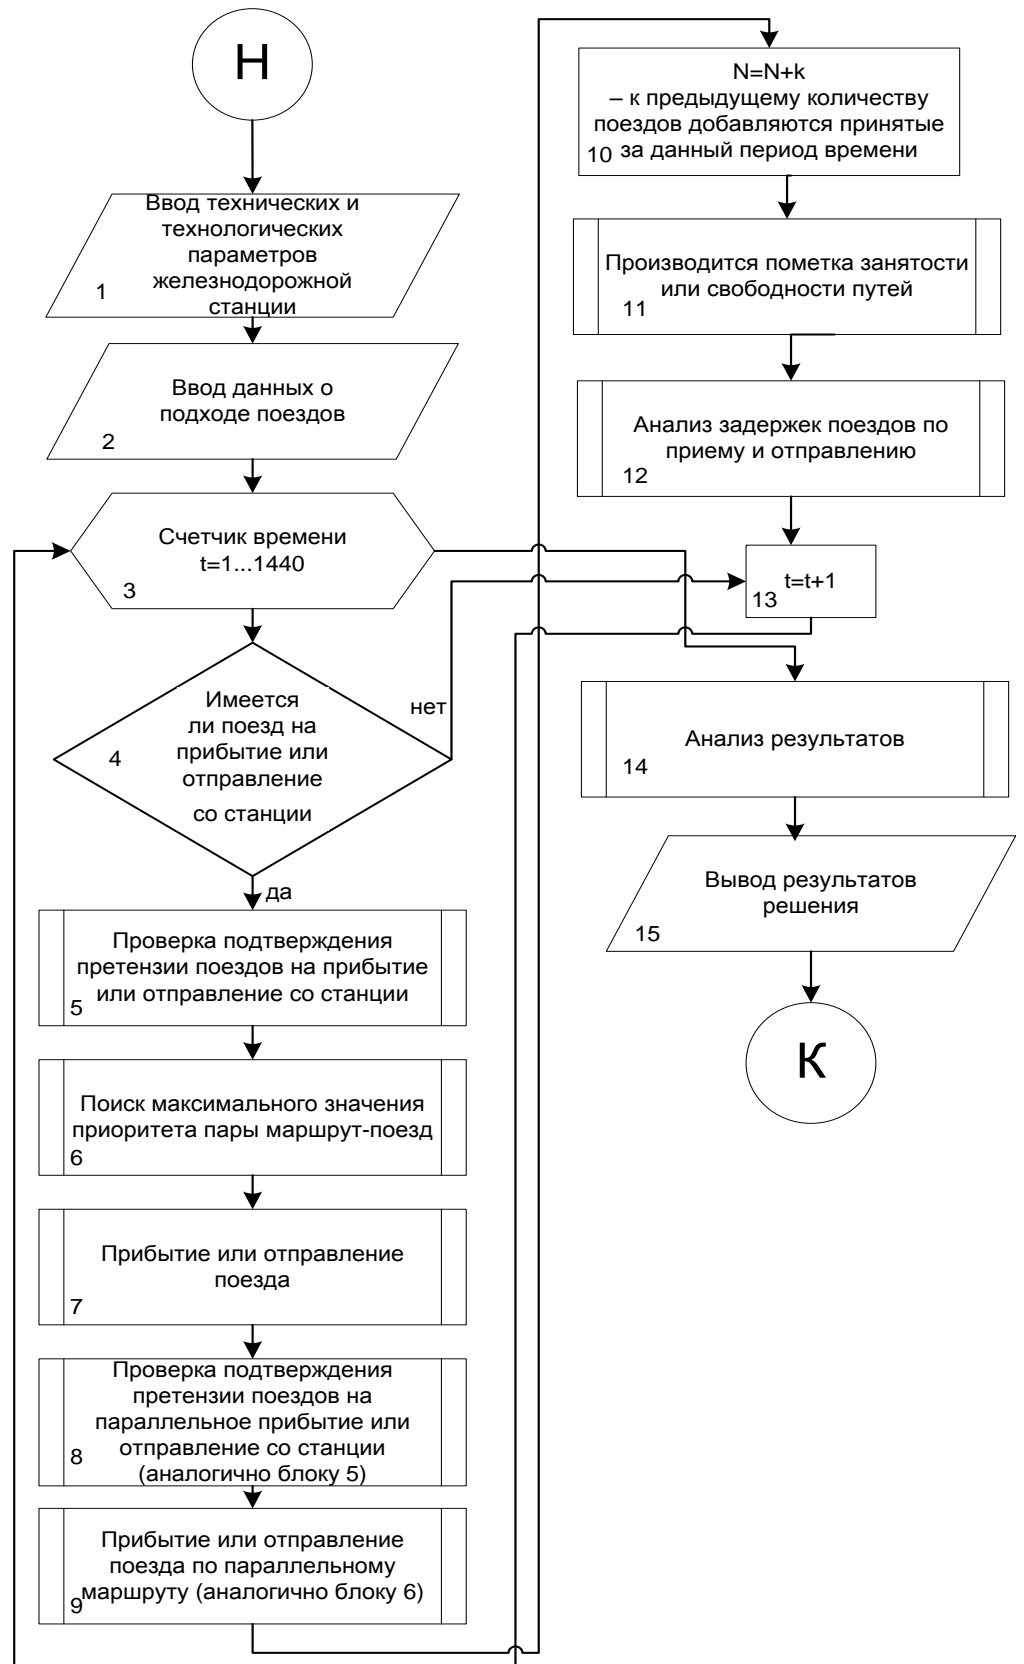 Н
Ввод технических и
технологических
параметров
железнодорожной
станции
1
Ввод данных о
подходе поездов
2
Счетчик времени
t=1...1440
3
Имеется
ли поезд на
прибытие или
отправление
со станции
4
нет
да
Проверка подтверждения
претензии поездов на прибытие
или отправление со станции
5
Поиск максимального значения
приоритета пары маршрут-поезд
6
Прибытие или отправление
поезда
7
Проверка подтверждения
претензии поездов на
параллельное прибытие или
отправление со станции
(аналогично блоку 5)
8
Прибытие или отправление
поезда по параллельному
маршруту (аналогично блоку 6)
9
N=N+k
– к предыдущему количеству
поездов добавляются принятые
за данный период времени
10
Производится пометка занятости
или свободности путей
11
Анализ задержек поездов по
приему и отправлению
12
t=t+1
13
Анализ результатов
14
Вывод результатов
решения
15
К